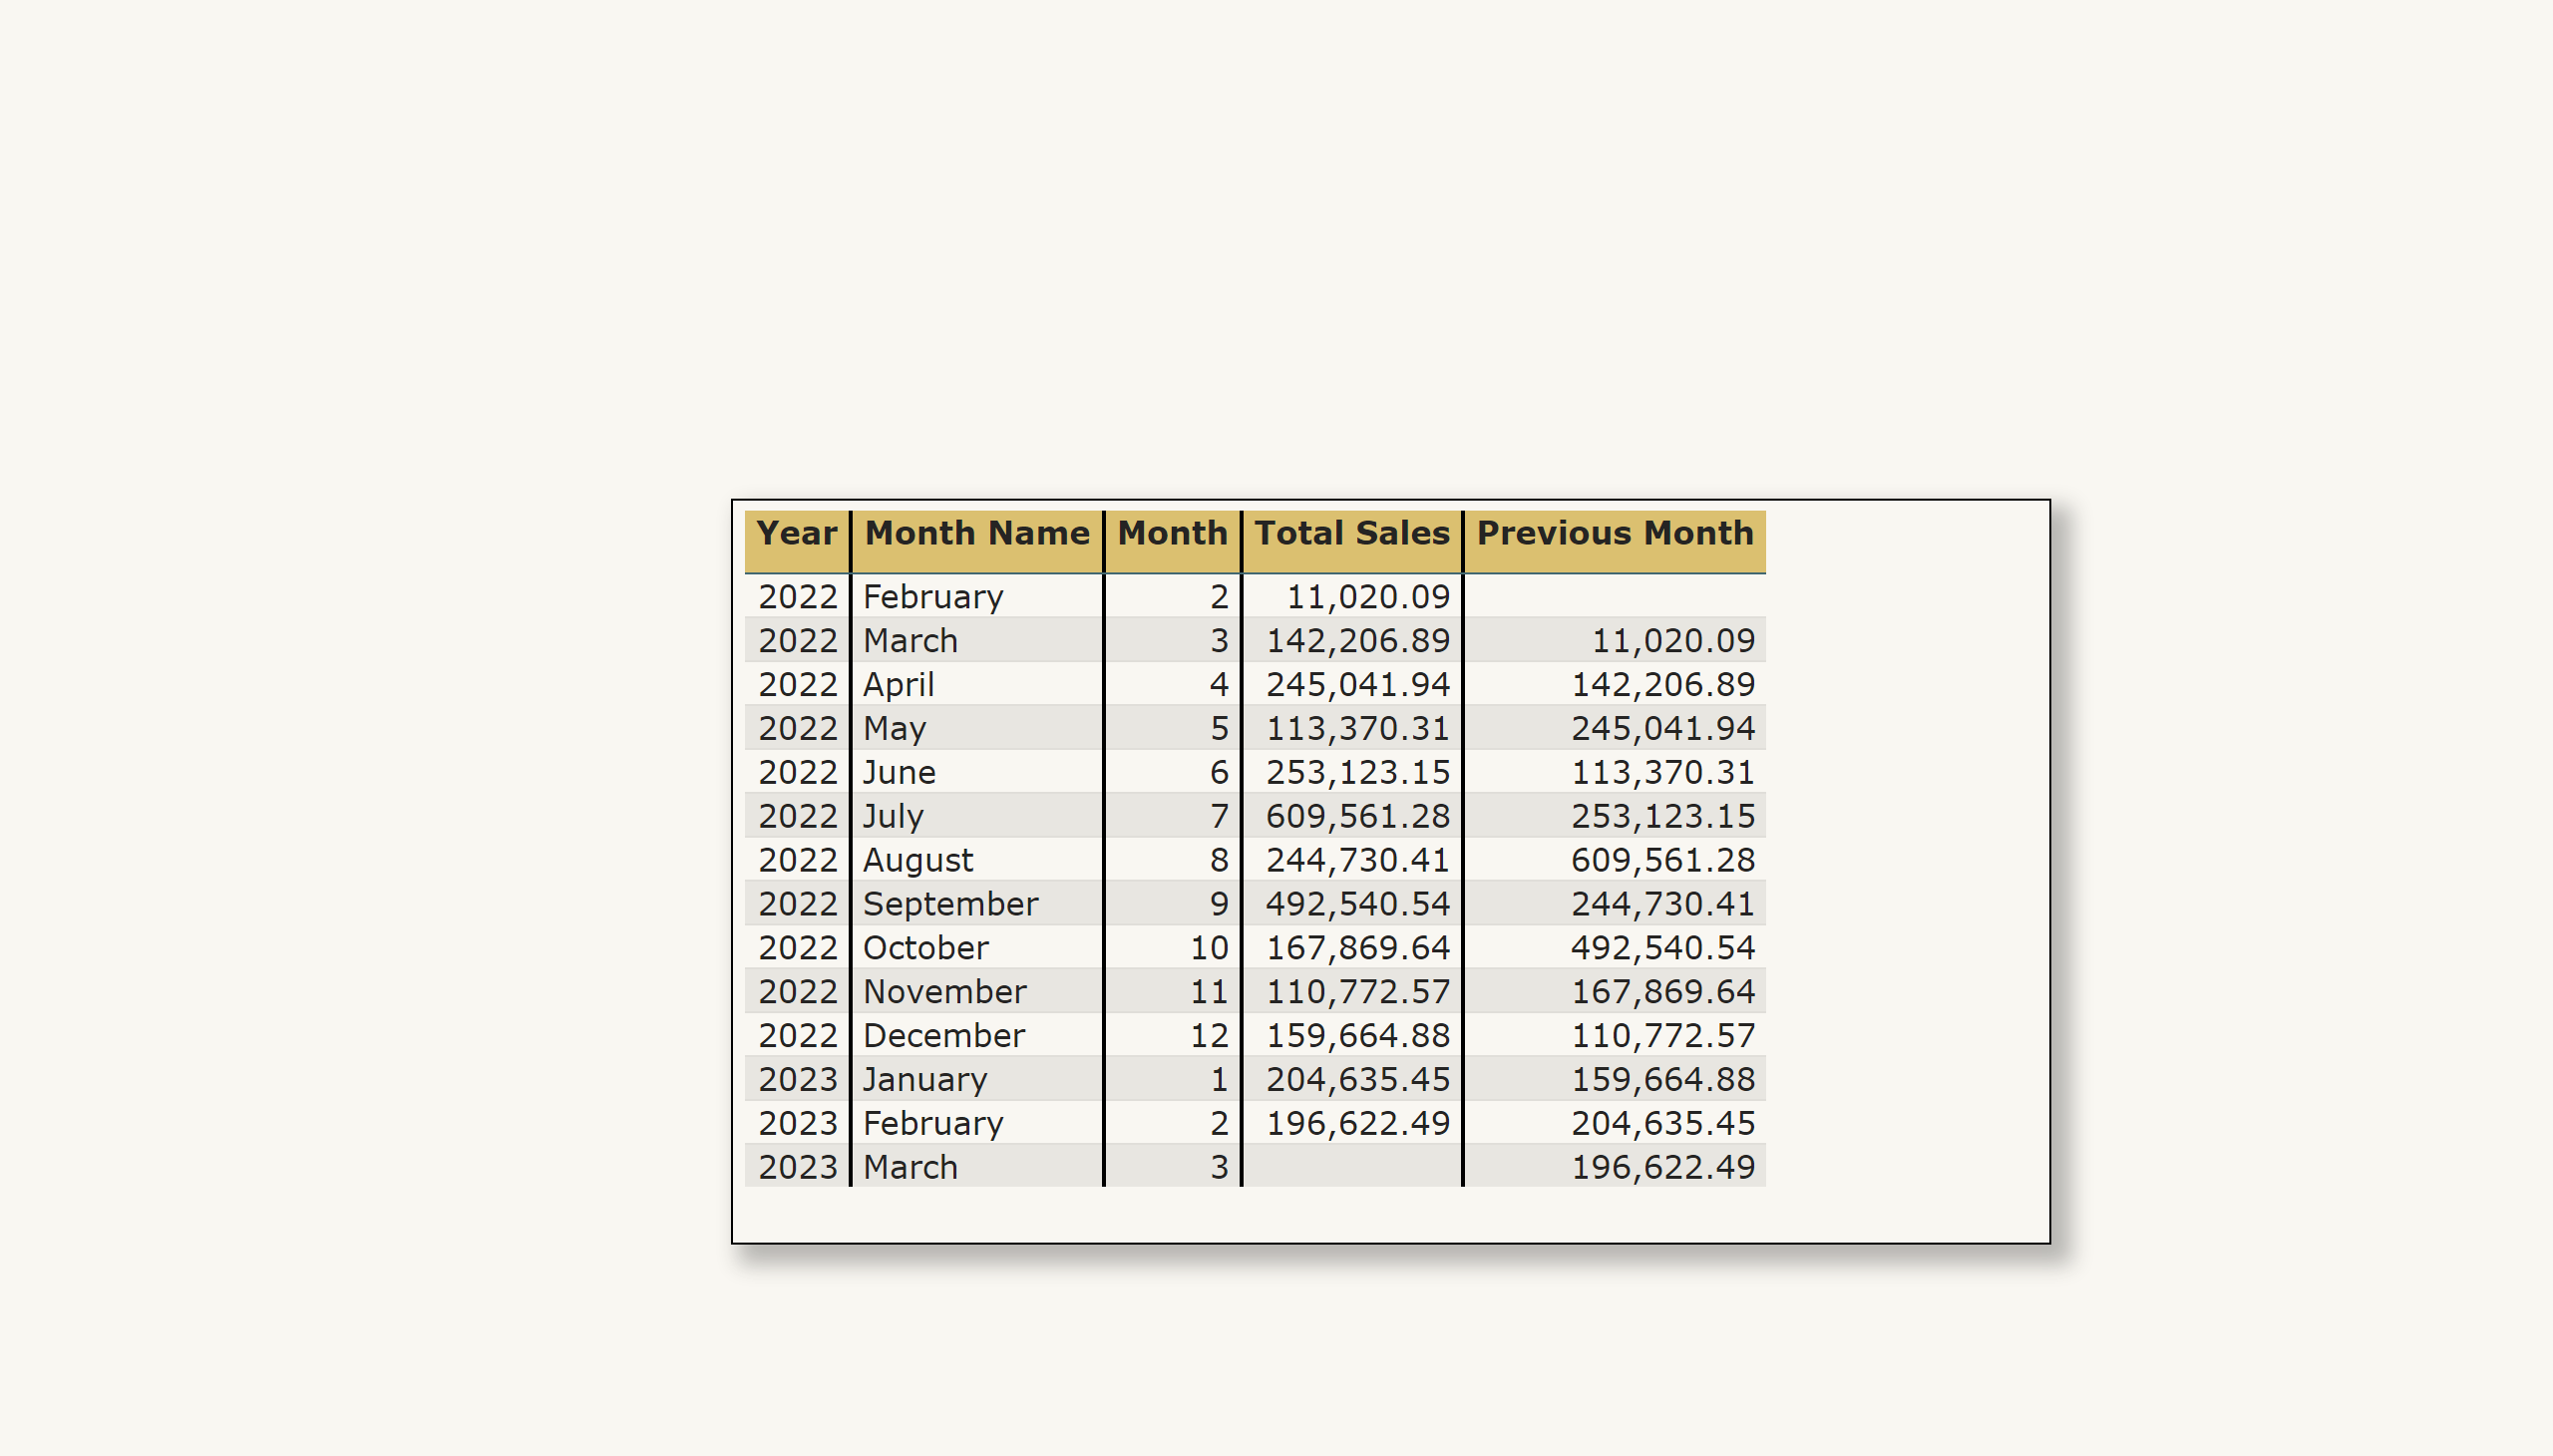 Year Month Name Month Total Sales Previous Month
2022 February 2 11,020.09
2022 March 3 142,206.89 11,020.09
2022 April 4 245,041.94 142,206.89
2022 May 5 113,370.31 245,041.94
2022 June 6 253,123.15 113,370.31
2022 July 7 609,561.28 253,123.15
2022 August 8 244,730.41 609,561.28
2022 September 9 492,540.54 244,730.41
2022 October 10 167,869.64 492,540.54
2022 November 11 110,772.57 167,869.64
2022 December 12 159,664.88 110,772.57
2023 January 1 204,635.45 159,664.88
2023 February 2 196,622.49 204,635.45
2023 March 3 196,622.49